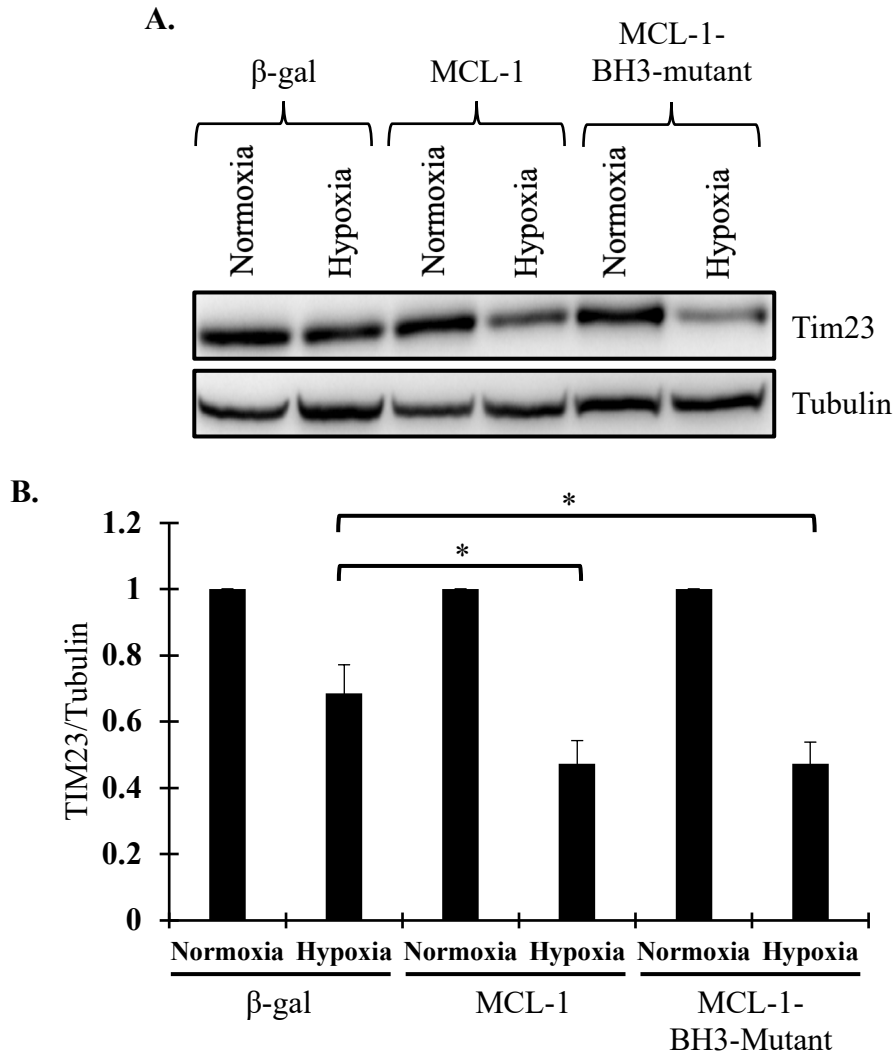 A.
β-gal
MCL-1
MCL-1-
BH3-mutant
Normoxia
Hypoxia
Normoxia
Hypoxia
Normoxia
Hypoxia
Tim23
Tubulin
B.
*
*
TIM23/Tubulin
1.2
1
0.8
0.6
0.4
0.2
0
Normoxia Hypoxia Normoxia Hypoxia Normoxia Hypoxia
β-gal
MCL-1
MCL-1-
BH3-Mutant